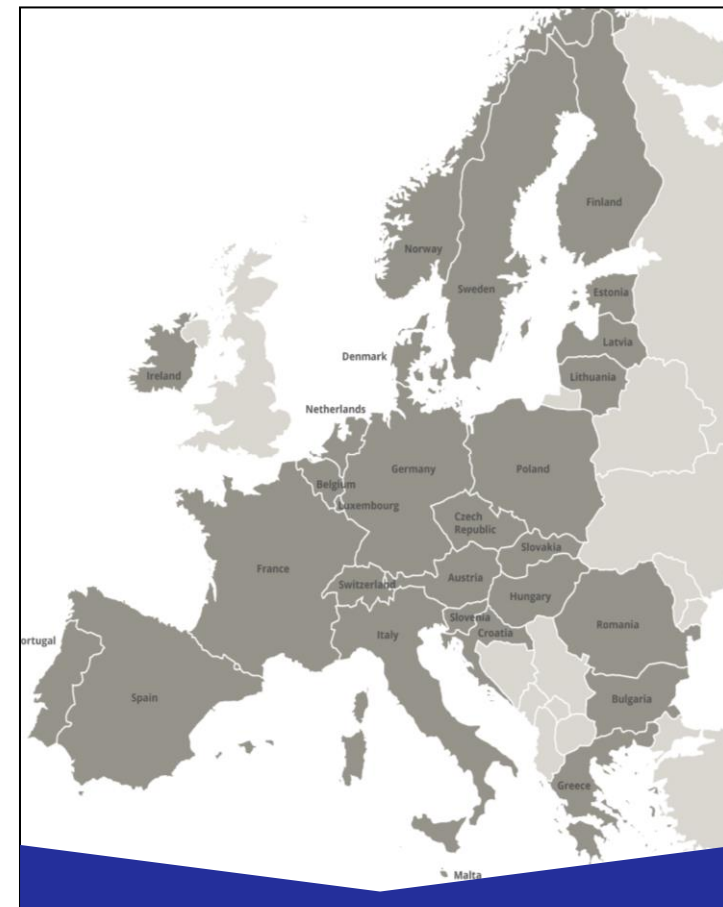 Finland
Norway
Sweden
Estonia
Latvia
Denmark
Lithuania
Ireland
Netherlands
Germany
Poland
Belgium
Luxembourg
Czech
Republic
Slovakia
France
Switzerland
Austria
Hungary
Slovenia
Romania
Croatia
Italy
ortugal
Spain
Bulgaria
Greece
Malta